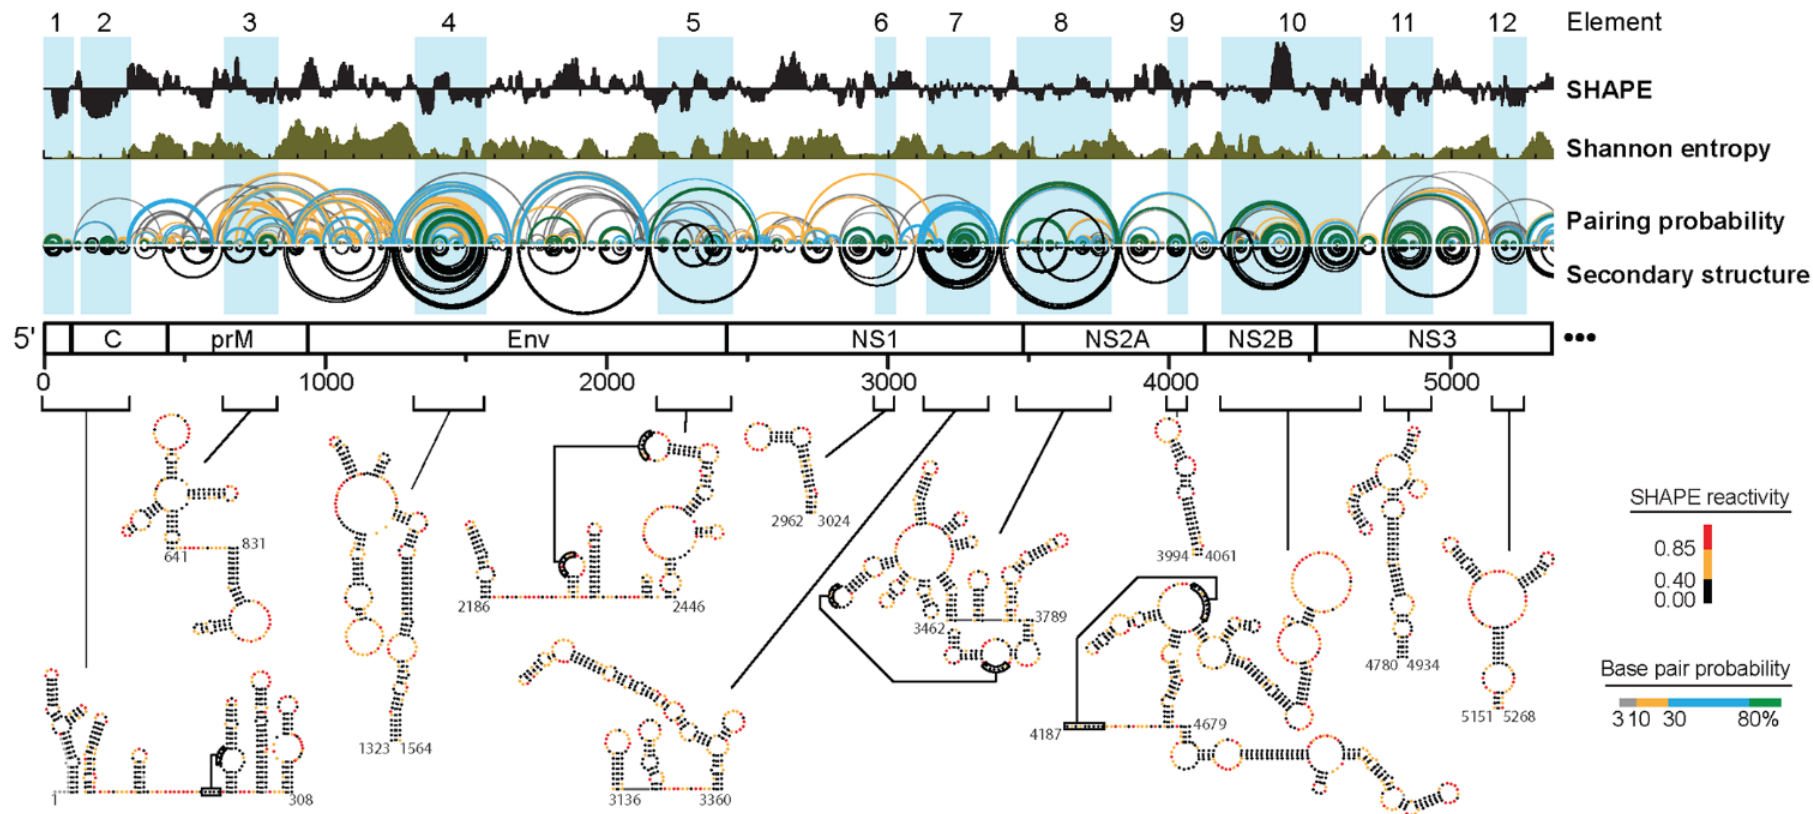 1 2 3 4 5 6 7 8 9 10 11 12 Element
SHAPE
Shannon entropy
Pairing probability
Secondary structure
5' C prM Env NS1 NS2A NS2B NS3 •••
0 1000 2000 3000 4000 5000
641 831
2962 3024
3994 4061
SHAPE reactivity
0.85
0.40
0.00
2186 2446
3462 3789
4780 4934
Base pair probability
3 10 30 80%
5151 5268
4187 4679
1323 1564
1 308
3136 3360